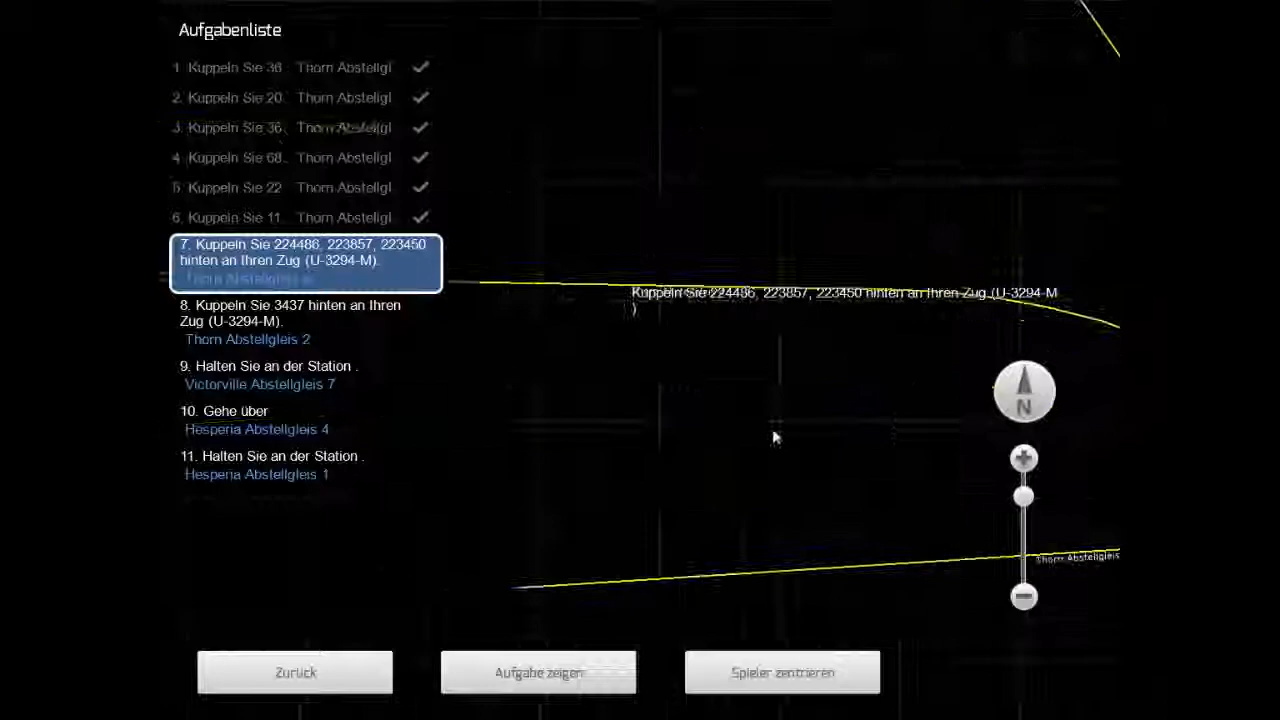 Aufgabenliste
1. Kuppeln Sie 36 Thorn Abstellgl
2. Kuppeln Sie 20. Thorn Abstellgl
3. Kuppeln Sie 36. Thorn Abstellgl
4. Kuppeln Sie 68. Thorn Abstellgl
5. Kuppeln Sie 22 Thorn Abstellgl
6. Kuppeln Sie 11. Thorn Abstellgl
7. Kuppeln Sie 224486, 223857, 223450
hinten an Ihren Zug (U-3294-M).
Thorn Abstellgleis
8. Kuppeln Sie 3437 hinten an Ihren
Zug (U-3294-M).
Thorn Abstellgleis 2
9. Halten Sie an der Station .
Victorville Abstellgleis 7
10. Gehe über
Hesperia Abstellgleis 4
11. Halten Sie an der Station .
Hesperia Abstellgleis 1
Kuppeln Sie 224486, 223857, 223450 hinten an Ihren Zug (U-3294-M
)
N
Thorn Abstellgleis
Zurück
Aufgabe zeigen
Spieler zentrieren